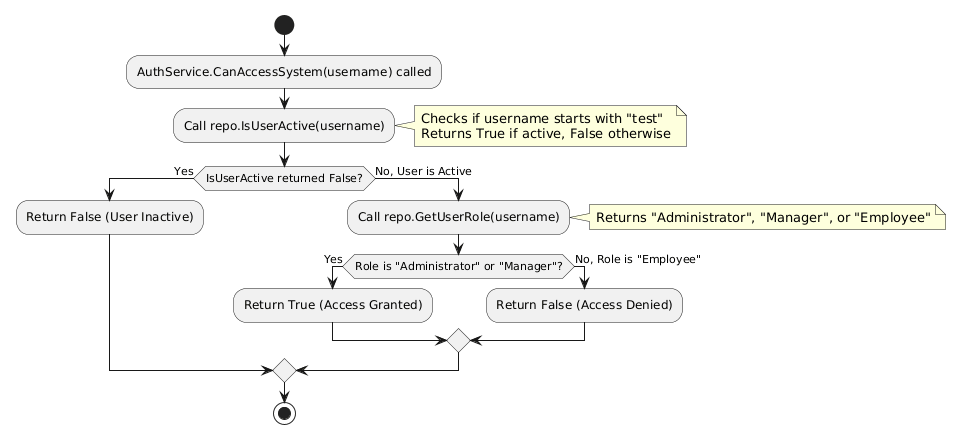 AuthService.CanAccessSystem(username) called
Call repo.IsUserActive(username)
Checks if username starts with "test"
Returns True if active, False otherwise
Yes
IsUserActive returned False?
No, User is Active
Return False (User Inactive)
Call repo.GetUserRole(username)
Returns "Administrator", "Manager", or "Employee"
Yes
Role is "Administrator" or "Manager"?
No, Role is "Employee"
Return True (Access Granted)
Return False (Access Denied)